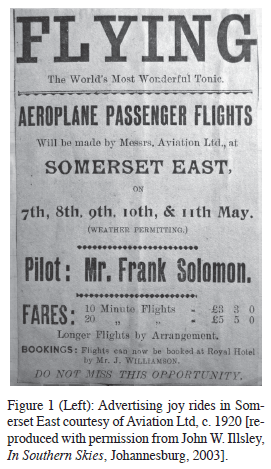 FLYING
The World's Most Wonderful Tonic.
AEROPLANE PASSENGER FLIGHTS
Will be made by Messrs. Aviation Ltd., at
SOMERSET EAST,
ON
7th, 8th, 9th, 10th, & 11th May.
(WEATHER PERMITTING.)
Pilot: Mr. Frank Solomon.
FARES: 10 Minute Flights - £3 3 0
20 „ „ - £5 5 0
Longer Flights by Arrangement.
BOOKINGS: Flights can now be booked at Royal Hotel
by Mr. J. WILLIAMSON.
DO NOT MISS THIS OPPORTUNITY.
Figure 1 (Left): Advertising joy rides in Som-
erset East courtesy of Aviation Ltd, c. 1920 [re-
produced with permission from John W. Illsley,
In Southern Skies, Johannesburg, 2003].